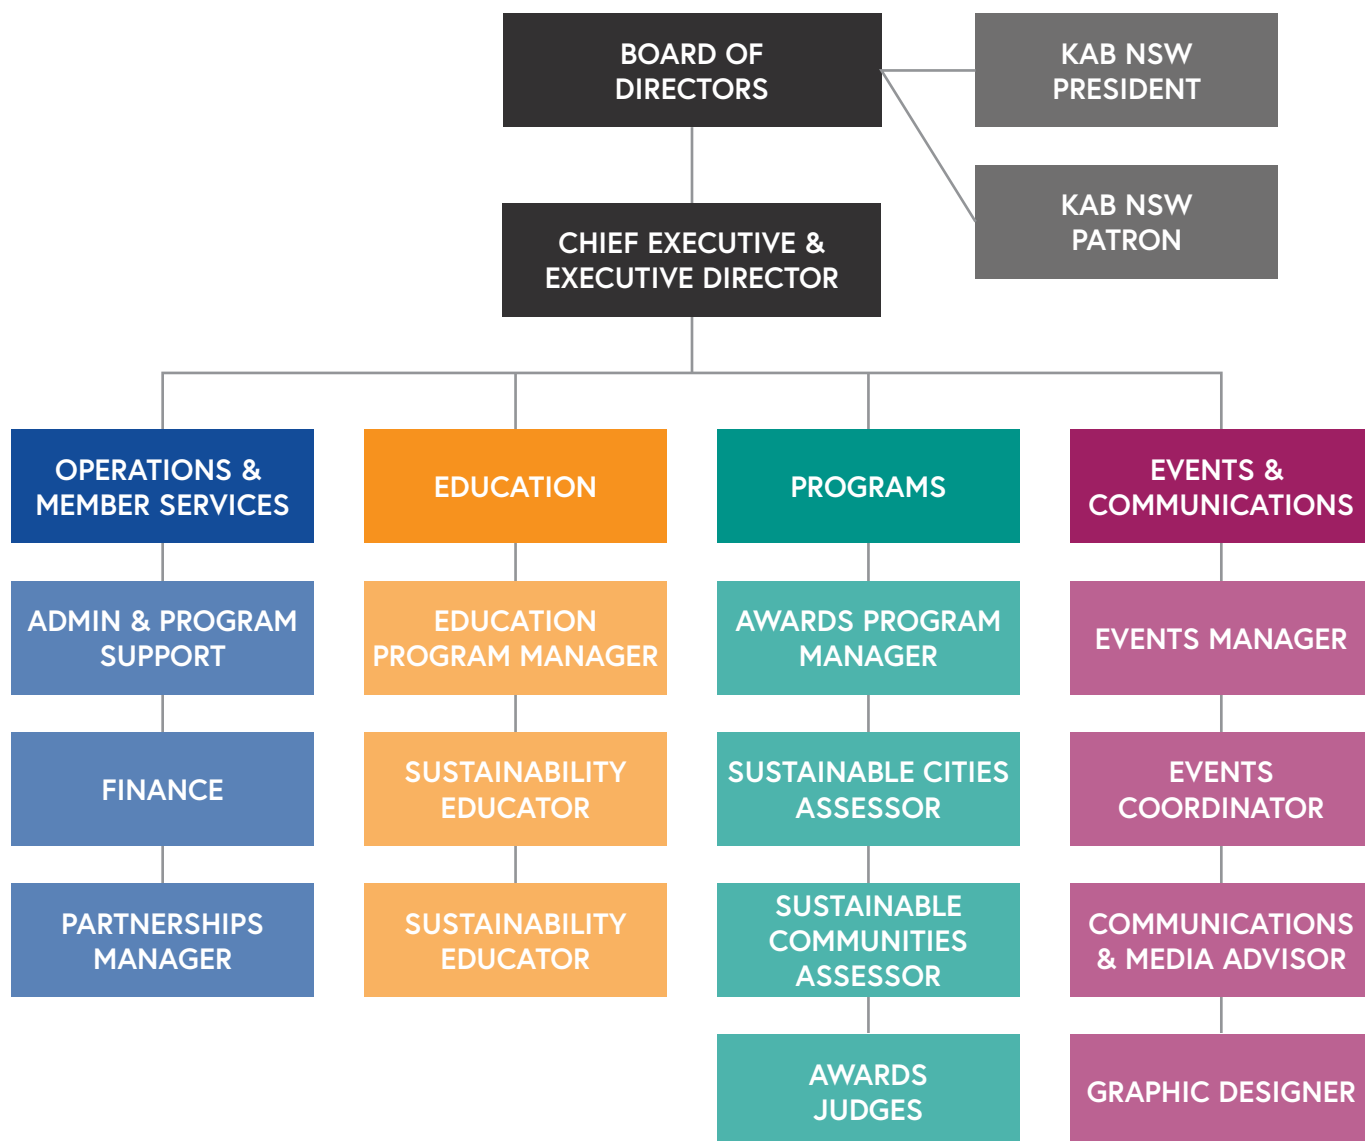 BOARD OF
DIRECTORS
KAB NSW
PRESIDENT
KAB NSW
PATRON
CHIEF EXECUTIVE &
EXECUTIVE DIRECTOR
OPERATIONS &
MEMBER SERVICES
ADMIN & PROGRAM
SUPPORT
FINANCE
PARTNERSHIPS
MANAGER
EDUCATION
EDUCATION
PROGRAM MANAGER
SUSTAINABILITY
EDUCATOR
SUSTAINABILITY
EDUCATOR
PROGRAMS
AWARDS PROGRAM
MANAGER
SUSTAINABLE CITIES
ASSESSOR
SUSTAINABLE
COMMUNITIES
ASSESSOR
AWARDS
JUDGES
EVENTS &
COMMUNICATIONS
EVENTS MANAGER
EVENTS
COORDINATOR
COMMUNICATIONS
& MEDIA ADVISOR
GRAPHIC DESIGNER